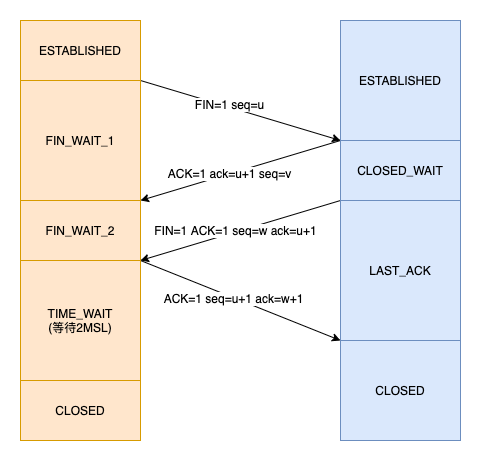 ESTABLISHED
ESTABLISHED
FIN=1 seq=u
FIN_WAIT_1
ACK=1 ack=u+1 seq=v
CLOSED_WAIT
FIN_WAIT_2
FIN=1 ACK=1 seq=w ack=u+1
LAST_ACK
ACK=1 seq=u+1 ack=w+1
TIME_WAIT
(等待2MSL)
CLOSED
CLOSED